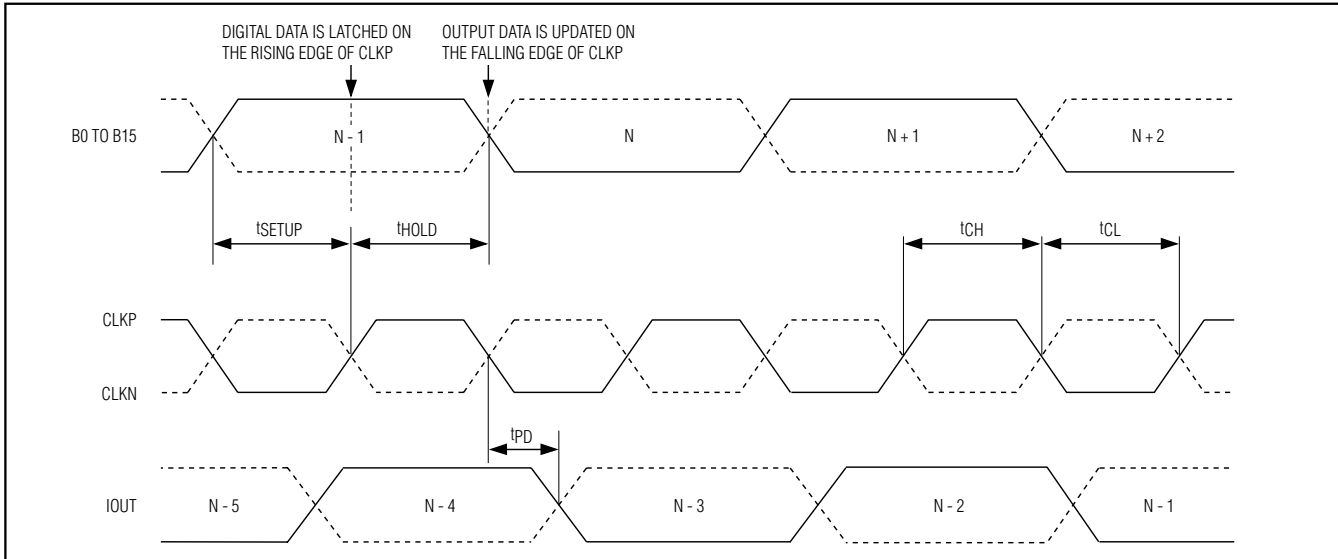 DIGITAL DATA IS LATCHED ON
THE RISING EDGE OF CLKP
OUTPUT DATA IS UPDATED ON
THE FALLING EDGE OF CLKP
B0 TO B15
N - 1
N
N + 1
N + 2
tSETUP
tHOLD
tCH
tCL
CLKP
CLKN
tPD
IOUT
N - 5
N - 4
N - 3
N - 2
N - 1